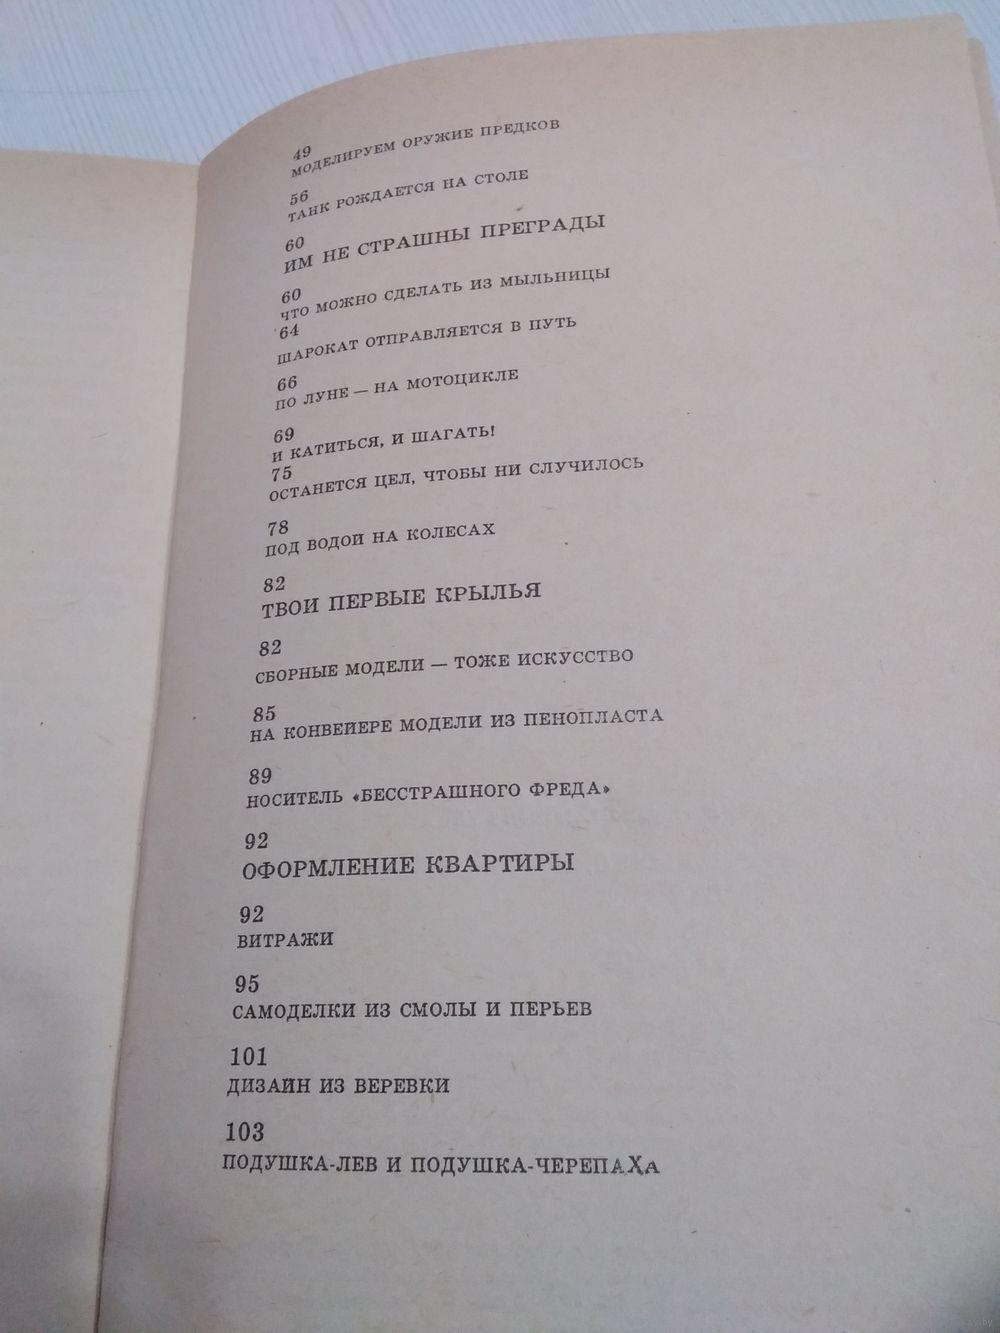 49
МОДЕЛИРУЕМ ОРУЖИЕ ПРЕДКОВ
56
ТАНК РОЖДАЕТСЯ НА СТОЛЕ
60
ИМ НЕ СТРАШНЫ ПРЕГРАДЫ
60
ЧТО МОЖНО СДЕЛАТЬ ИЗ МЫЛЬНИЦЫ
64
ШАРОКАТ ОТПРАВЛЯЕТСЯ В ПУТЬ
66
ПО ЛУНЕ — НА МОТОЦИКЛЕ
69
И КАТИТЬСЯ, И ШАГАТЬ!
75
ОСТАНЕТСЯ ЦЕЛ, ЧТОБЫ НИ СЛУЧИЛОСЬ
78
ПОД ВОДОЙ НА КОЛЕСАХ
82
ТВОИ ПЕРВЫЕ КРЫЛЬЯ
82
СБОРНЫЕ МОДЕЛИ — ТОЖЕ ИСКУССТВО
85
НА КОНВЕЙЕРЕ МОДЕЛИ ИЗ ПЕНОПЛАСТА
89
НОСИТЕЛЬ «БЕССТРАШНОГО ФРЕДА»
92
ОФОРМЛЕНИЕ КВАРТИРЫ
92
ВИТРАЖИ
95
САМОДЕЛКИ ИЗ СМОЛЫ И ПЕРЬЕВ
101
ДИЗАЙН ИЗ ВЕРЕВКИ
103
ПОДУШКА-ЛЕВ И ПОДУШКА-ЧЕРЕПАХА